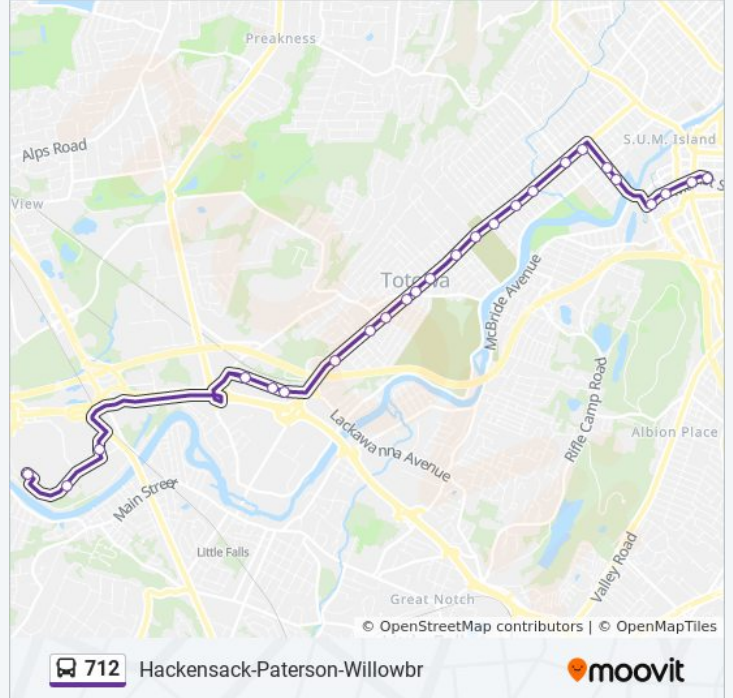 Preakness
S.U.M. Island
Alps Road
View
McBride Avenue
Rifle Camp Road
Lackawanna Avenue
Albion Place
Main Street
Little Falls
Valley Road
Great Notch
© OpenStreetMap contributors | © OpenMapTiles
712 Hackensack-Paterson-Willowbr
moovit